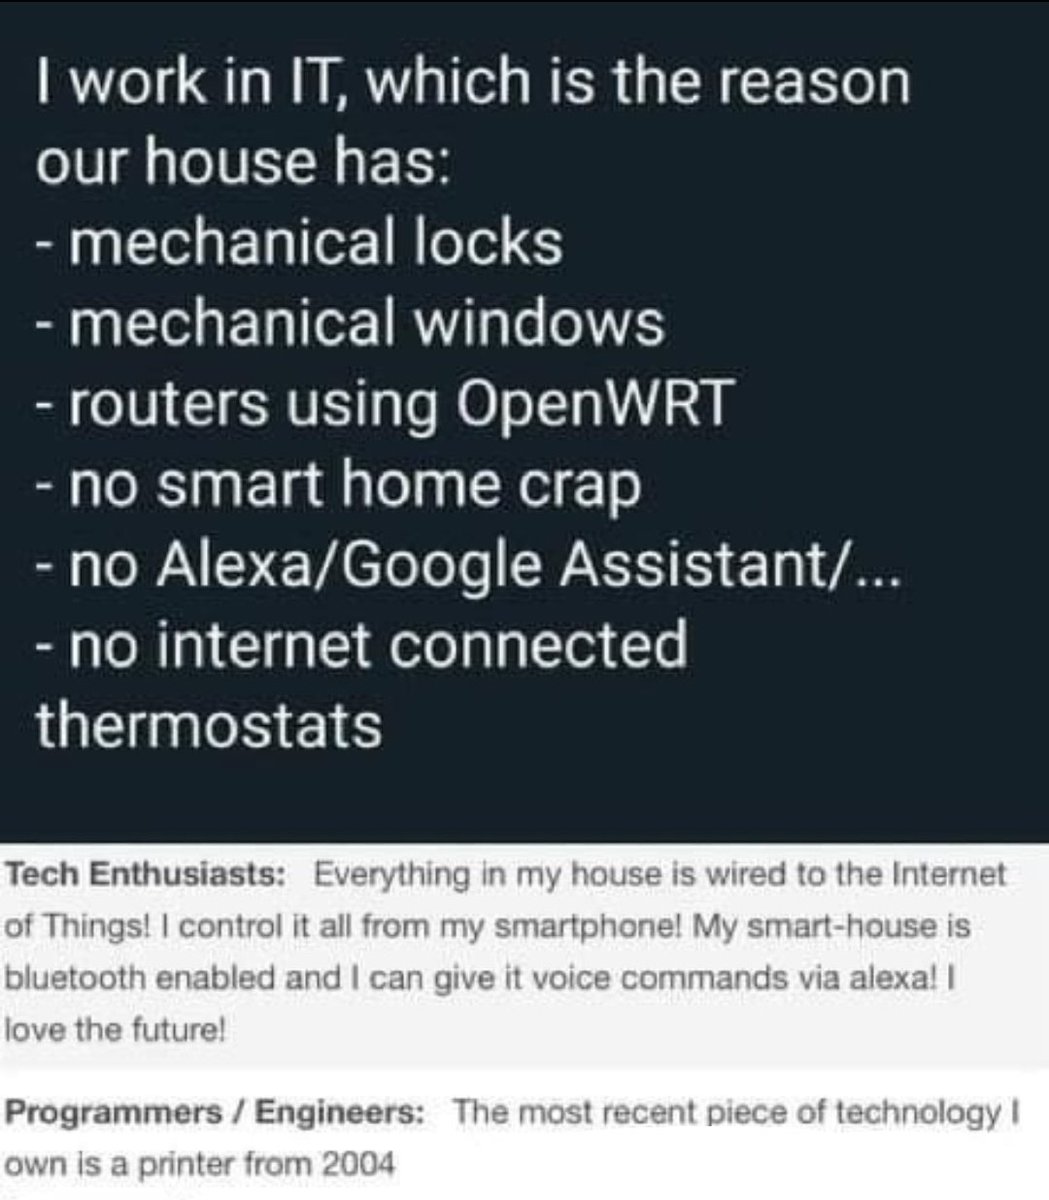 I work in IT, which is the reason
our house has:
- mechanical locks
- mechanical windows
- routers using OpenWRT
- no smart home crap
- no Alexa/Google Assistant/...
- no internet connected
thermostats
Tech Enthusiasts: Everything in my house is wired to the Internet
of Things! I control it all from my smartphone! My smart-house is
bluetooth enabled and I can give it voice commands via alexa! I
love the future!
Programmers / Engineers: The most recent piece of technology I
own is a printer from 2004